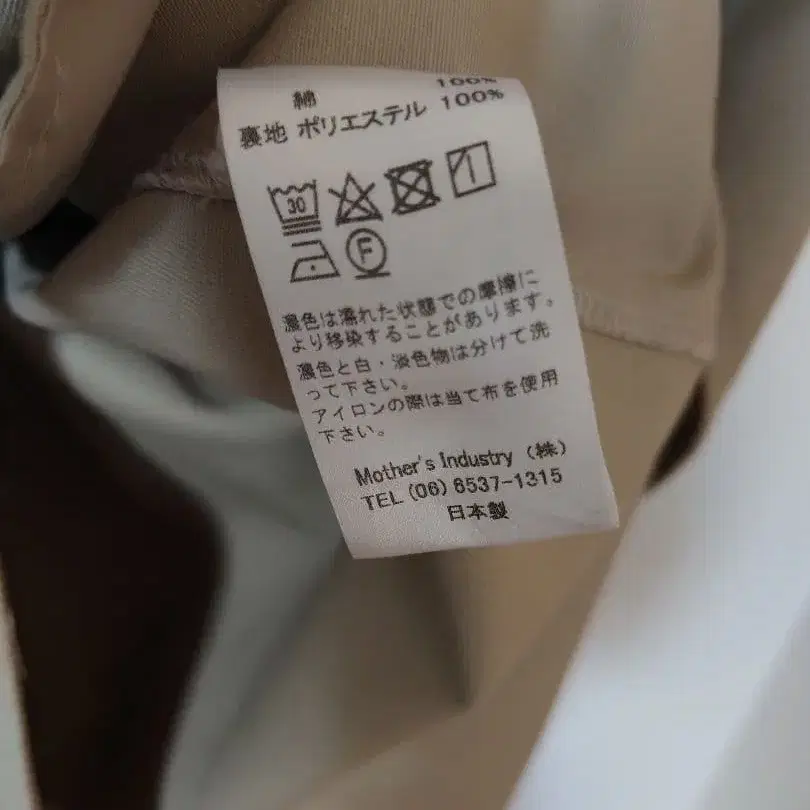 綿 100%
裏地 ポリエステル 100%
30
F
濃色は濡れた状態での摩擦に
より移染することがあります。
濃色と白・淡色物は分けて洗
って下さい。
アイロンの際は当て布を使用
下さい。
Mother's Industry (株)
TEL (06) 6537-1315
日本製